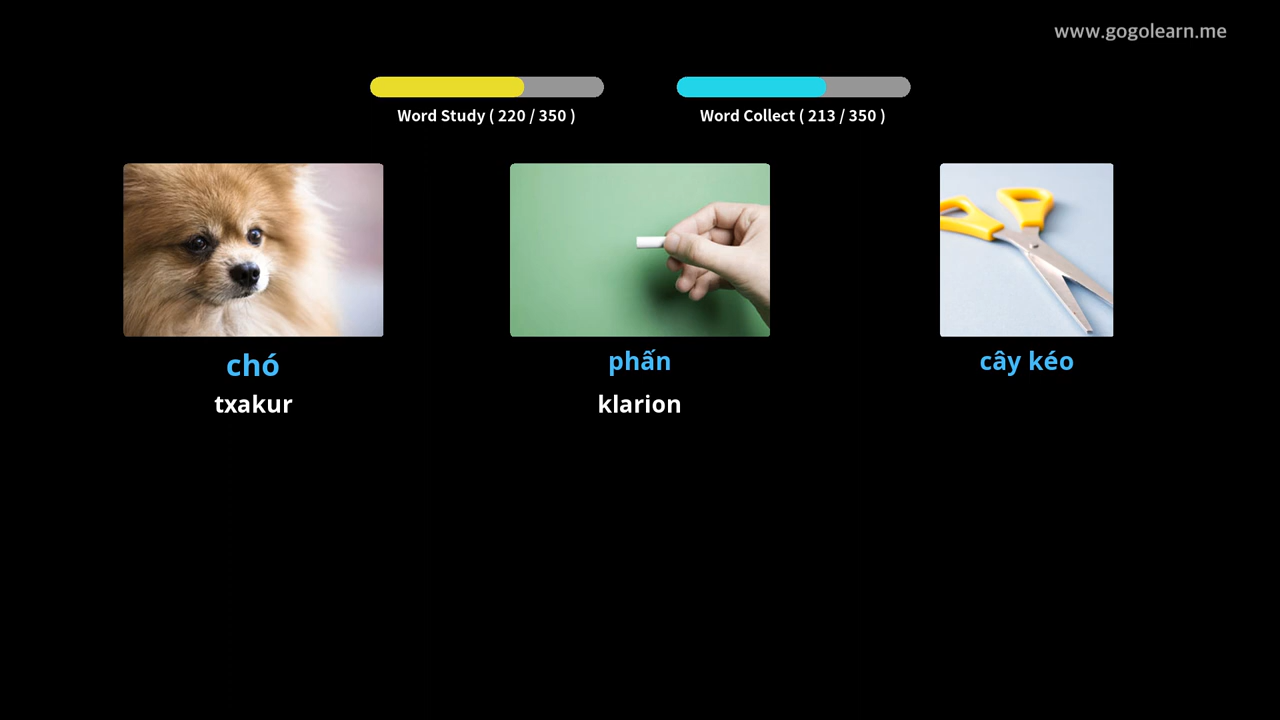 www.gogolearn.me
Word Study ( 220 / 350 )
Word Collect ( 213 / 350 )
chó
phấn
cây kéo
txakur
klarion